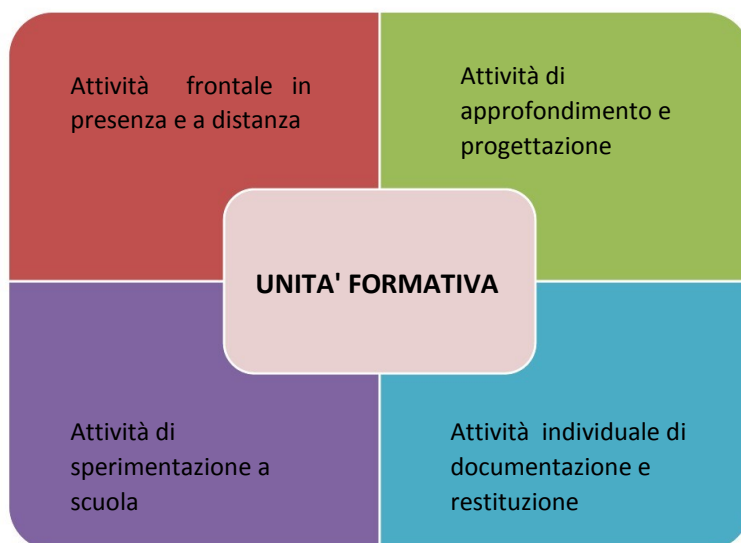 Attività frontale in
presenza e a distanza
Attività di
approfondimento e
progettazione
UNITA' FORMATIVA
Attività di
sperimentazione a
scuola
Attività individuale di
documentazione e
restituzione